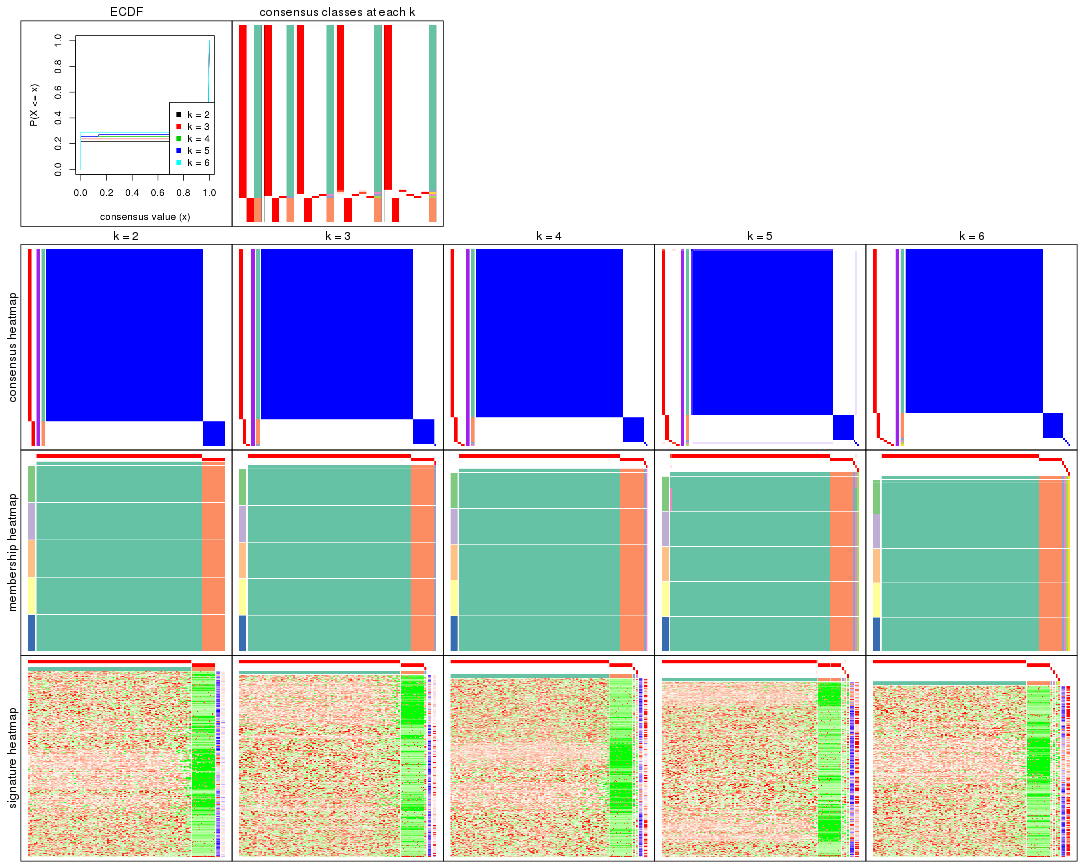 ECDF
consensus classes at each k
P(X <= x)
1.0
0.8
0.6
0.4
0.2
0.0
k = 2
k = 3
k = 4
k = 5
k = 6
0.0 0.2 0.4 0.6 0.8 1.0
consensus value (x)
k = 2 k = 3 k = 4 k = 5 k = 6
consensus heatmap
membership heatmap
signature heatmap